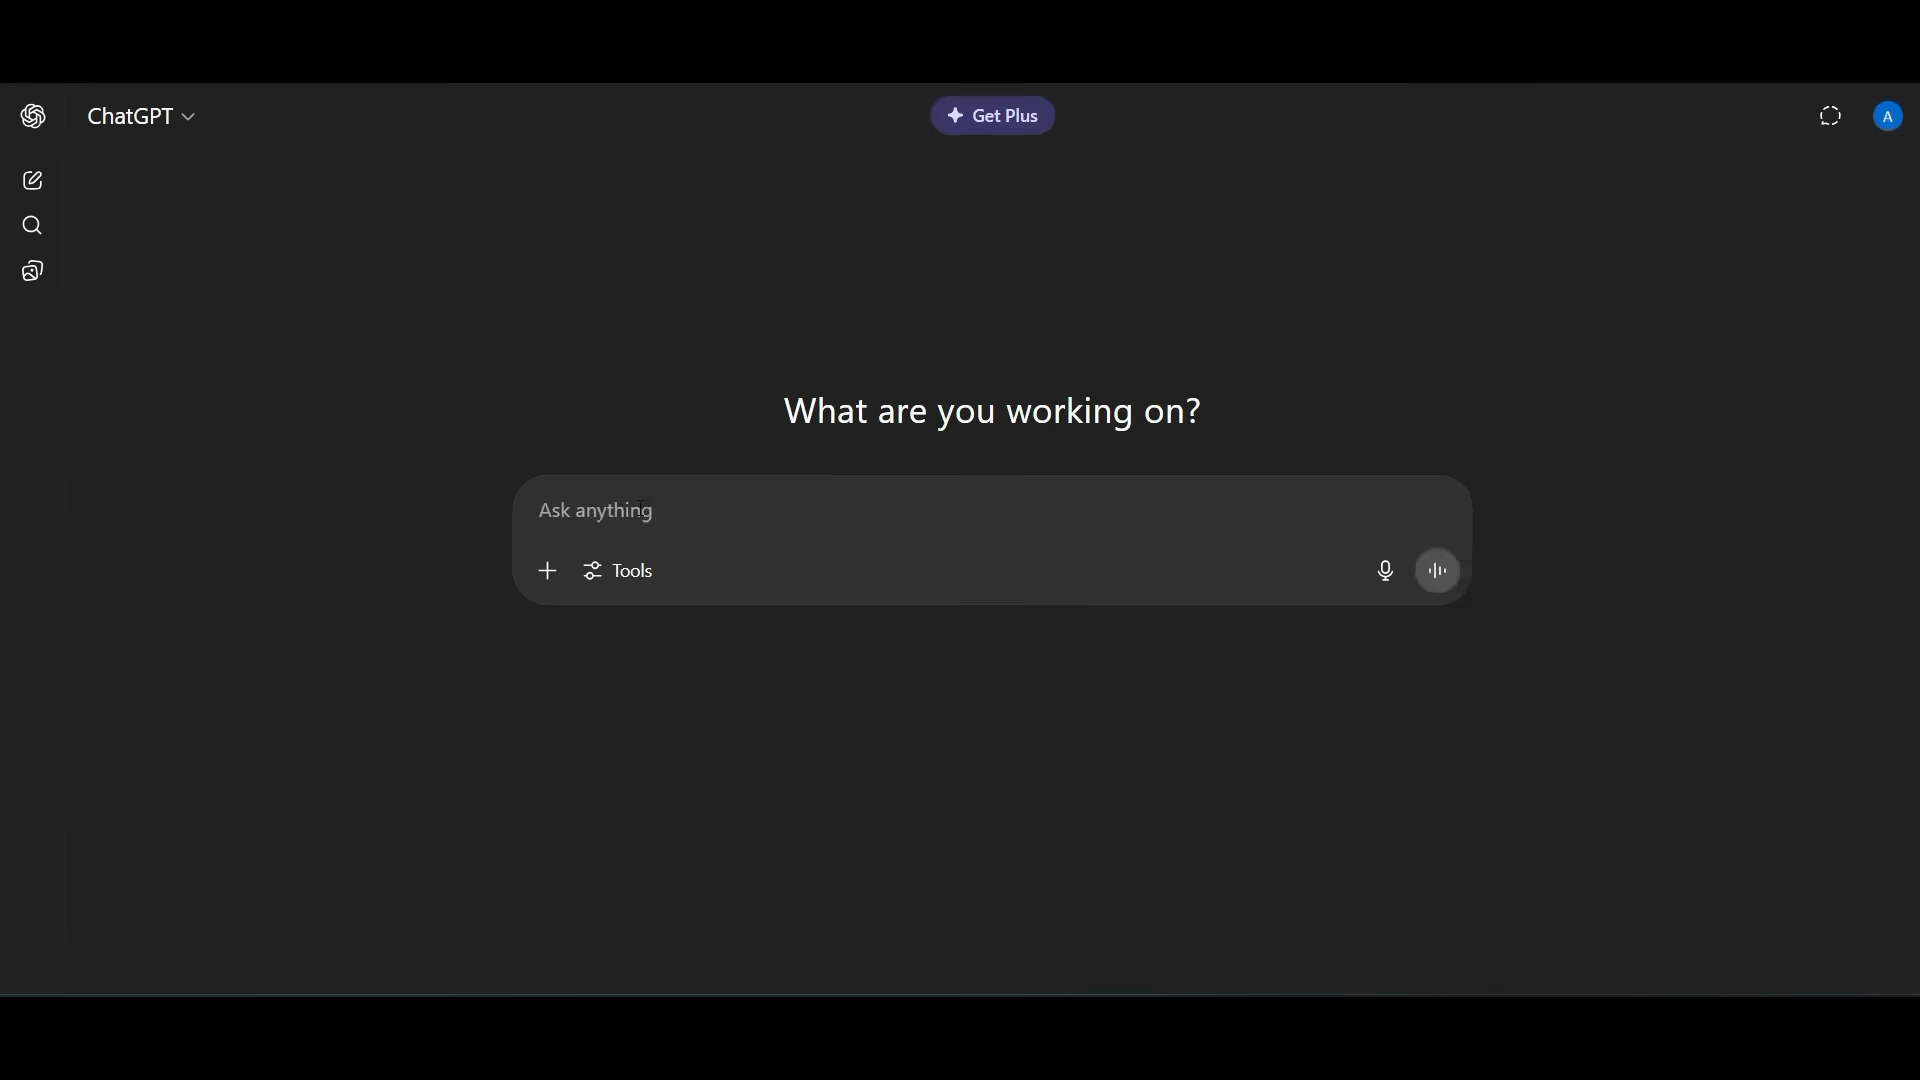 ChatGPT
Get Plus
A
What are you working on?
Ask anything
Tools